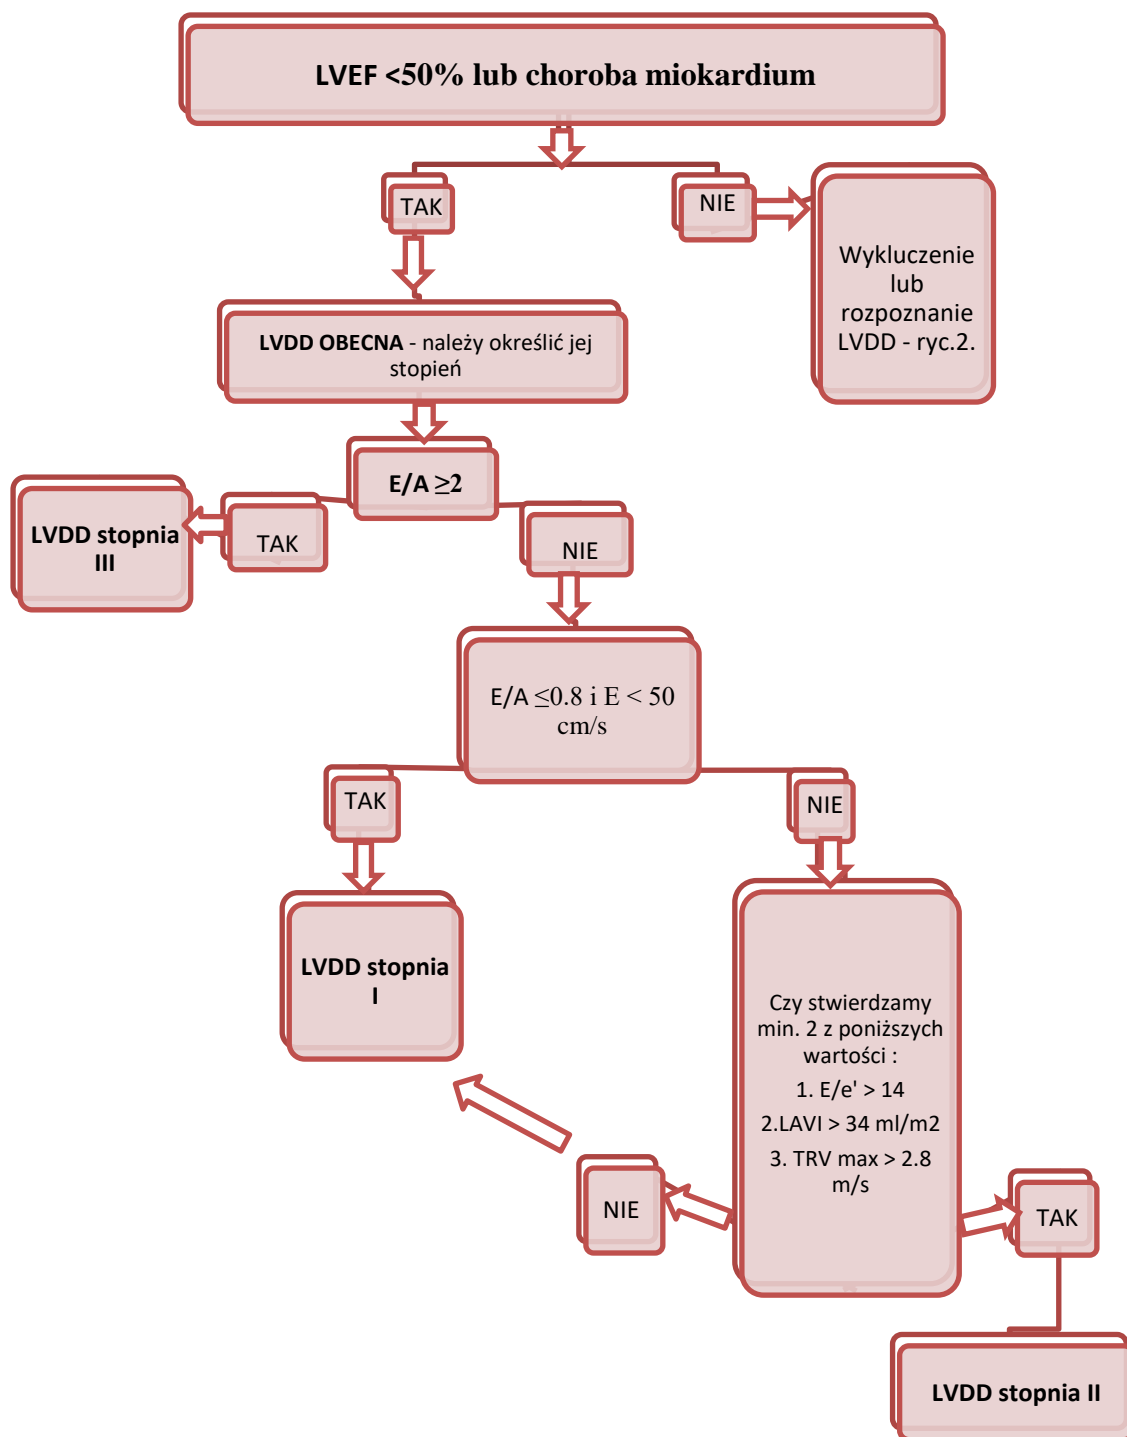 LVEF <50% lub choroba miokardium
TAK
NIE
Wykluczenie
lub
rozpoznanie
LVDD - ryc.2.
LVDD OBECNA - należy określić jej
stopień
E/A ≥2
LVDD stopnia
III
TAK
NIE
E/A ≤0.8 i E < 50
cm/s
TAK
NIE
LVDD stopnia
I
Czy stwierdzamy
min. 2 z poniższych
wartości :
1. E/e' > 14
2.LAVI > 34 ml/m2
3. TRV max > 2.8
m/s
NIE
TAK
LVDD stopnia II